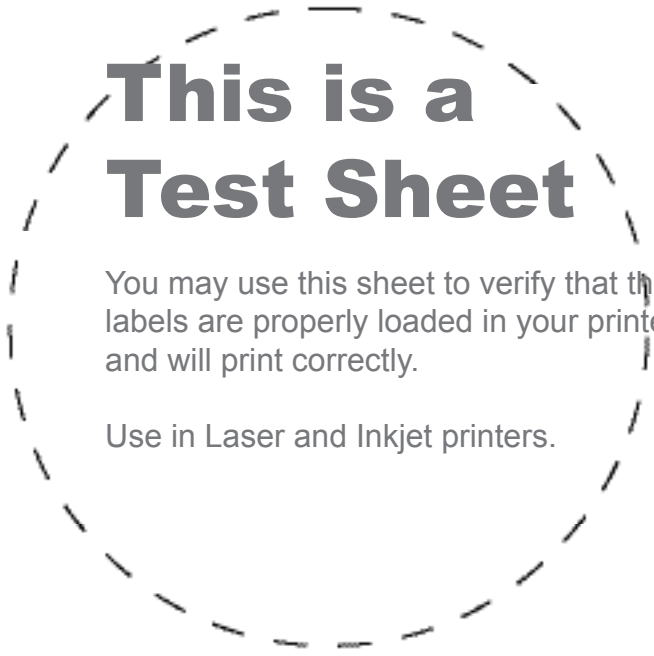 This is a
Test Sheet
You may use this sheet to verify that th
labels are properly loaded in your printe
and will print correctly.
Use in Laser and Inkjet printers.